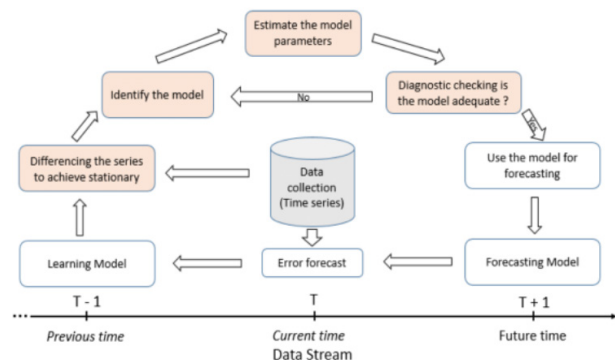 Estimate the model
parameters
Identify the model
No
Diagnostic checking is
the model adequate ?
Yes
Differencing the series
to achieve stationary
Data
collection
(Time series)
Use the model for
forecasting
Learning Model
Error forecast
Forecasting Model
T - 1
T
T + 1
Previous time
Current time
Future time
Data Stream